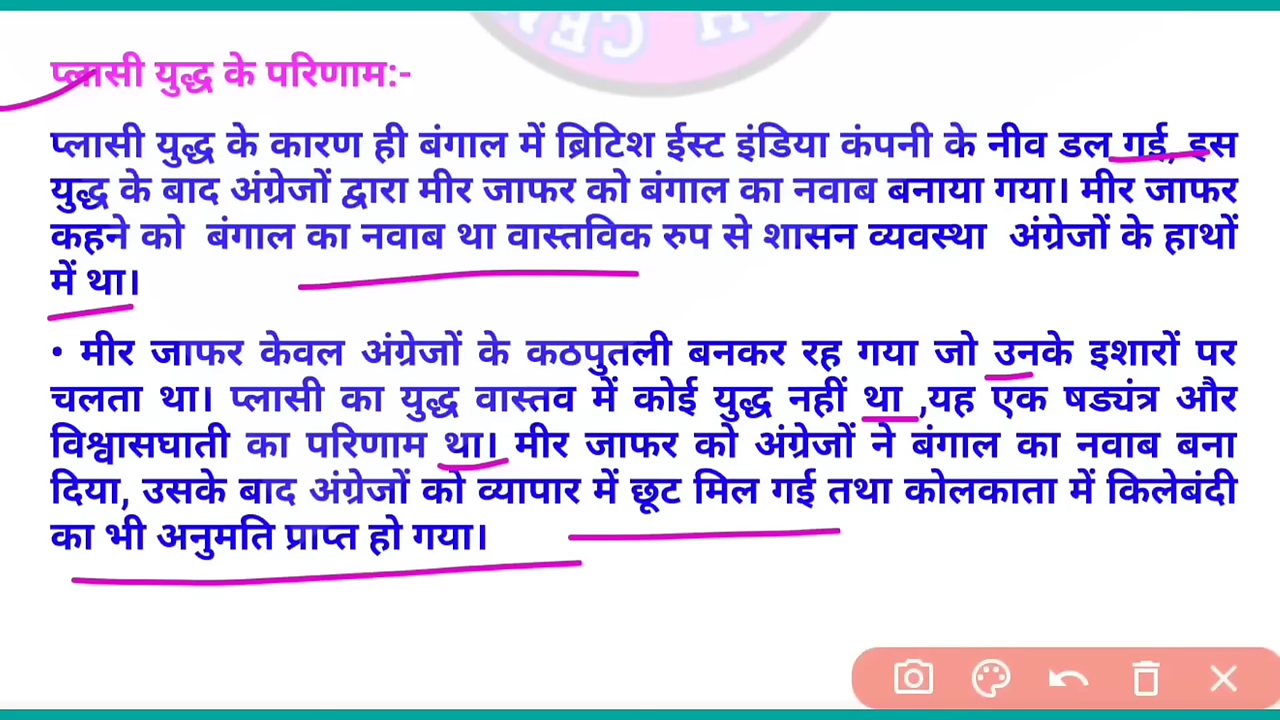 प्लासी युद्ध के परिणाम:-
प्लासी युद्ध के कारण ही बंगाल में ब्रिटिश ईस्ट इंडिया कंपनी के नीव डल गई, इस
युद्ध के बाद अंग्रेजों द्वारा मीर जाफर को बंगाल का नवाब बनाया गया। मीर जाफर
कहने को बंगाल का नवाब था वास्तविक रुप से शासन व्यवस्था अंग्रेजों के हाथों
में था।
• मीर जाफर केवल अंग्रेजों के कठपुतली बनकर रह गया जो उनके इशारों पर
चलता था। प्लासी का युद्ध वास्तव में कोई युद्ध नहीं था ,यह एक षड्यंत्र और
विश्वासघाती का परिणाम था। मीर जाफर को अंग्रेजों ने बंगाल का नवाब बना
दिया, उसके बाद अंग्रेजों को व्यापार में छूट मिल गई तथा कोलकाता में किलेबंदी
का भी अनुमति प्राप्त हो गया।